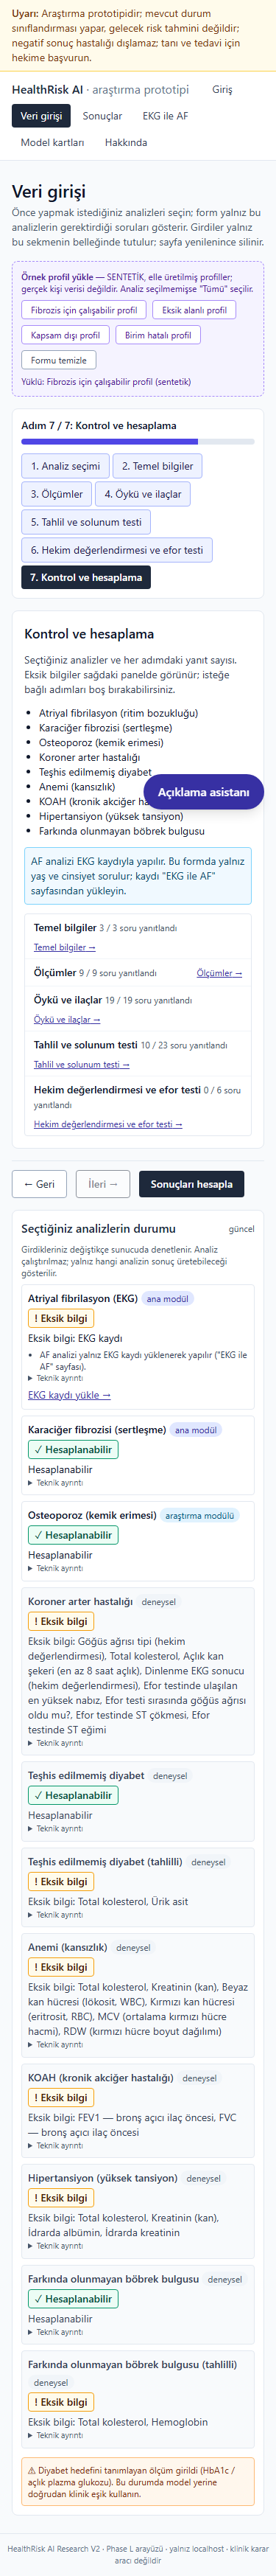 Uyarı: Araştırma prototipidir; mevcut durum
sınıflandırması yapar, gelecek risk tahmini değildir;
negatif sonuç hastalığı dışlamaz; tanı ve tedavi için
hekime başvurun.
HealthRisk AI · araştırma prototipi
Giriş
Veri girişi
Sonuçlar
EKG ile AF
Model kartları
Hakkında
Veri girişi
Önce yapmak istediğiniz analizleri seçin; form yalnız bu
analizlerin gerektirdiği soruları gösterir. Girdiler yalnız
bu sekmenin belleğinde tutulur; sayfa yenilenince silinir.
Örnek profil yükle — SENTETİK, elle üretilmiş profiller;
gerçek kişi verisi değildir. Analiz seçilmemişse "Tümü" seçilir.
Fibrozis için çalışabilir profil
Eksik alanlı profil
Kapsam dışı profil
Birim hatalı profil
Formu temizle
Yüklü: Fibrozis için çalışabilir profil (sentetik)
Adım 7 / 7: Kontrol ve hesaplama
1. Analiz seçimi
2. Temel bilgiler
3. Ölçümler
4. Öykü ve ilaçlar
5. Tahlil ve solunum testi
6. Hekim değerlendirmesi ve efor testi
7. Kontrol ve hesaplama
Kontrol ve hesaplama
Seçtiğiniz analizler ve her adımdaki yanıt sayısı.
Eksik bilgiler sağdaki panelde görünür; isteğe
bağlı adımları boş bırakabilirsiniz.
• Atriyal fibrilasyon (ritim bozukluğu)
• Karaciğer fibrozisi (sertleşme)
• Osteoporoz (kemik erimesi)
• Koroner arter hastalığı
• Teşhis edilmemiş diyabet
• Anemi (kansızlık)
• KOAH (kronik akciğer ha
Açıklama asistanı
• Hipertansiyon (yüksek tansiyon)
• Farkında olunmayan böbrek bulgusu
AF analizi EKG kaydıyla yapılır. Bu formda yalnız
yaş ve cinsiyet sorulur; kaydı "EKG ile AF"
sayfasından yükleyin.
Temel bilgiler 3 / 3 soru yanıtlandı
Temel bilgiler →
Ölçümler 9 / 9 soru yanıtlandı
Ölçümler →
Öykü ve ilaçlar 19 / 19 soru yanıtlandı
Öykü ve ilaçlar →
Tahlil ve solunum testi 10 / 23 soru yanıtlandı
Tahlil ve solunum testi →
Hekim değerlendirmesi ve efor testi 0 / 6 soru
yanıtlandı
Hekim değerlendirmesi ve efor testi →
← Geri
İleri →
Sonuçları hesapla
Seçtiğiniz analizlerin durumu
güncel
Girdikleriniz değiştikçe sunucuda denetlenir. Analiz
çalıştırılmaz; yalnız hangi analizin sonuç üretebileceği
gösterilir.
Atriyal fibrilasyon (EKG) ana modül
! Eksik bilgi
Eksik bilgi: EKG kaydı
• AF analizi yalnız EKG kaydı yüklenerek yapılır ("EKG ile
AF" sayfası).
▶ Teknik ayrıntı
EKG kaydı yükle →
Karaciğer fibrozisi (sertleşme) ana modül
✓ Hesaplanabilir
Hesaplanabilir
▶ Teknik ayrıntı
Osteoporoz (kemik erimesi) araştırma modülü
✓ Hesaplanabilir
Hesaplanabilir
▶ Teknik ayrıntı
Koroner arter hastalığı deneysel
! Eksik bilgi
Eksik bilgi: Göğüs ağrısı tipi (hekim
değerlendirmesi), Total kolesterol, Açlık kan
şekeri (en az 8 saat açlık), Dinlenme EKG sonucu
(hekim değerlendirmesi), Efor testinde ulaşılan
en yüksek nabız, Efor testi sırasında göğüs ağrısı
oldu mu?, Efor testinde ST çökmesi, Efor
testinde ST eğimi
▶ Teknik ayrıntı
Teşhis edilmemiş diyabet deneysel
✓ Hesaplanabilir
Hesaplanabilir
▶ Teknik ayrıntı
Teşhis edilmemiş diyabet (tahlilli) deneysel
! Eksik bilgi
Eksik bilgi: Total kolesterol, Ürik asit
▶ Teknik ayrıntı
Anemi (kansızlık) deneysel
! Eksik bilgi
Eksik bilgi: Total kolesterol, Kreatinin (kan), Beyaz
kan hücresi (lökosit, WBC), Kırmızı kan hücresi
(eritrosit, RBC), MCV (ortalama kırmızı hücre
hacmi), RDW (kırmızı hücre boyut dağılımı)
▶ Teknik ayrıntı
KOAH (kronik akciğer hastalığı) deneysel
! Eksik bilgi
Eksik bilgi: FEV1 — bronş açıcı ilaç öncesi, FVC
— bronş açıcı ilaç öncesi
▶ Teknik ayrıntı
Hipertansiyon (yüksek tansiyon) deneysel
! Eksik bilgi
Eksik bilgi: Total kolesterol, Kreatinin (kan),
İdrarda albümin, İdrarda kreatinin
▶ Teknik ayrıntı
Farkında olunmayan böbrek bulgusu deneysel
✓ Hesaplanabilir
Hesaplanabilir
▶ Teknik ayrıntı
Farkında olunmayan böbrek bulgusu (tahlilli)
deneysel
! Eksik bilgi
Eksik bilgi: Total kolesterol, Hemoglobin
▶ Teknik ayrıntı
⚠ Diyabet hedefini tanımlayan ölçüm girildi (HbA1c /
açlık plazma glukozu). Bu durumda model yerine
doğrudan klinik eşik kullanın.
HealthRisk AI Research V2 · Phase L arayüzü · yalnız localhost · klinik karar
aracı değildir